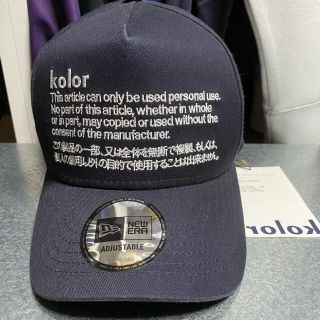 kolor
This article can only be used personal use.
No part of this article, whether in whole
or in part, may copied or used without the
consent of the manufacturer.
この製品の一部、又は全体を無断で複製、もしくは、
個人の着用以外の目的で使用することは出来ません。
NEW ERA
ADJUSTABLE
kolor